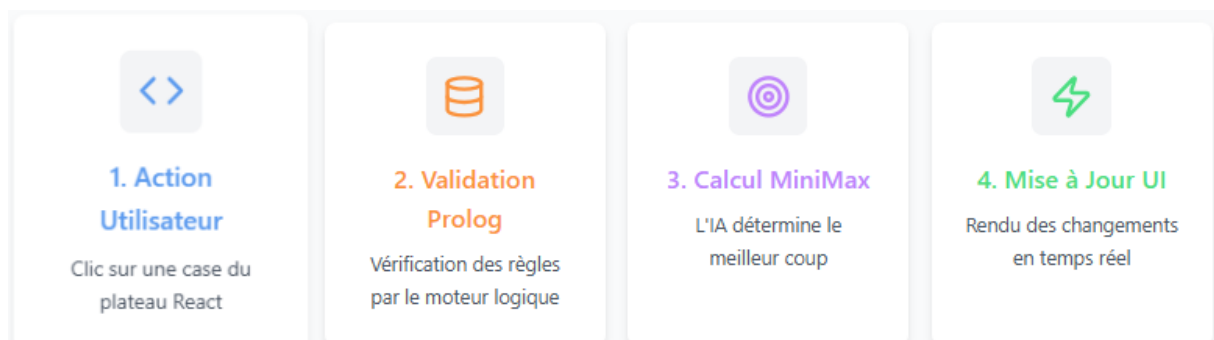 1. Action
Utilisateur
Clic sur une case du
plateau React
2. Validation
Prolog
Vérification des règles
par le moteur logique
3. Calcul MiniMax
L'IA détermine le
meilleur coup
4. Mise à Jour UI
Rendu des changements
en temps réel